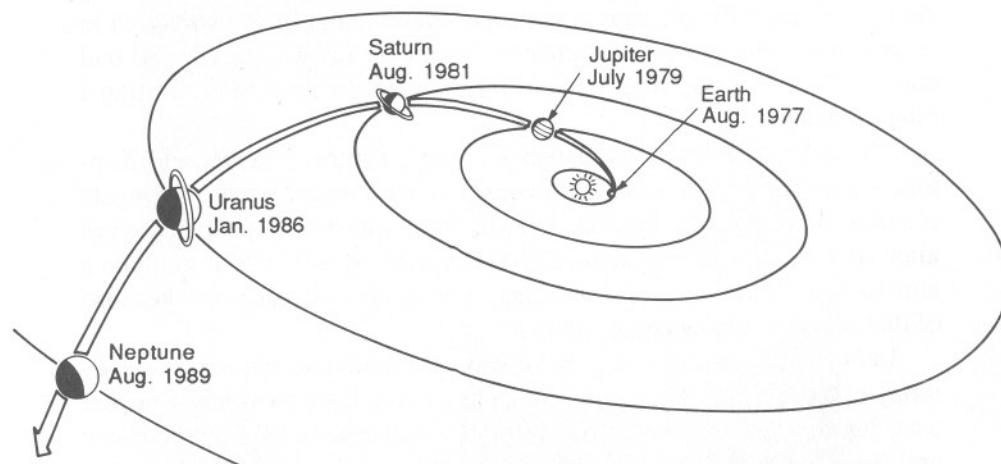 Saturn
Aug. 1981
Jupiter
July 1979
Earth
Aug. 1977
Uranus
Jan. 1986
Neptune
Aug. 1989